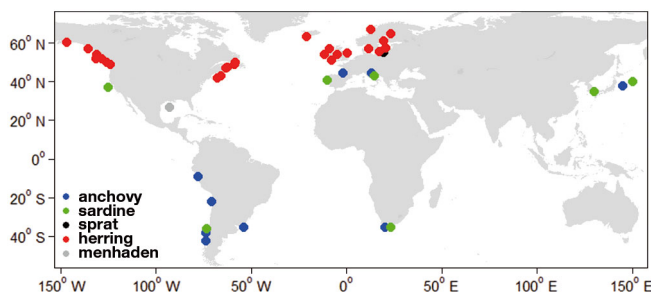 60° N
40° N
20° N
0°
20° S
40° S
anchovy
sardine
sprat
herring
menhaden
150° W
100° W
50° W
0°
50° E
100° E
150° E